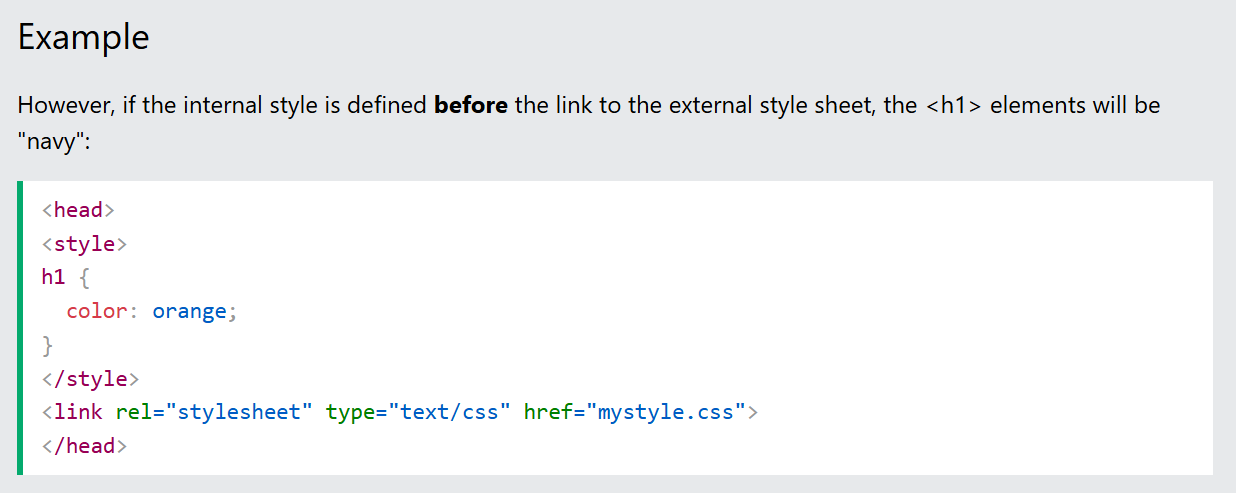 Example
However, if the internal style is defined before the link to the external style sheet, the <h1> elements will be
"navy":
<head>
<style>
h1 {
  color: orange;
}
</style>
<link rel="stylesheet" type="text/css" href="mystyle.css">
</head>